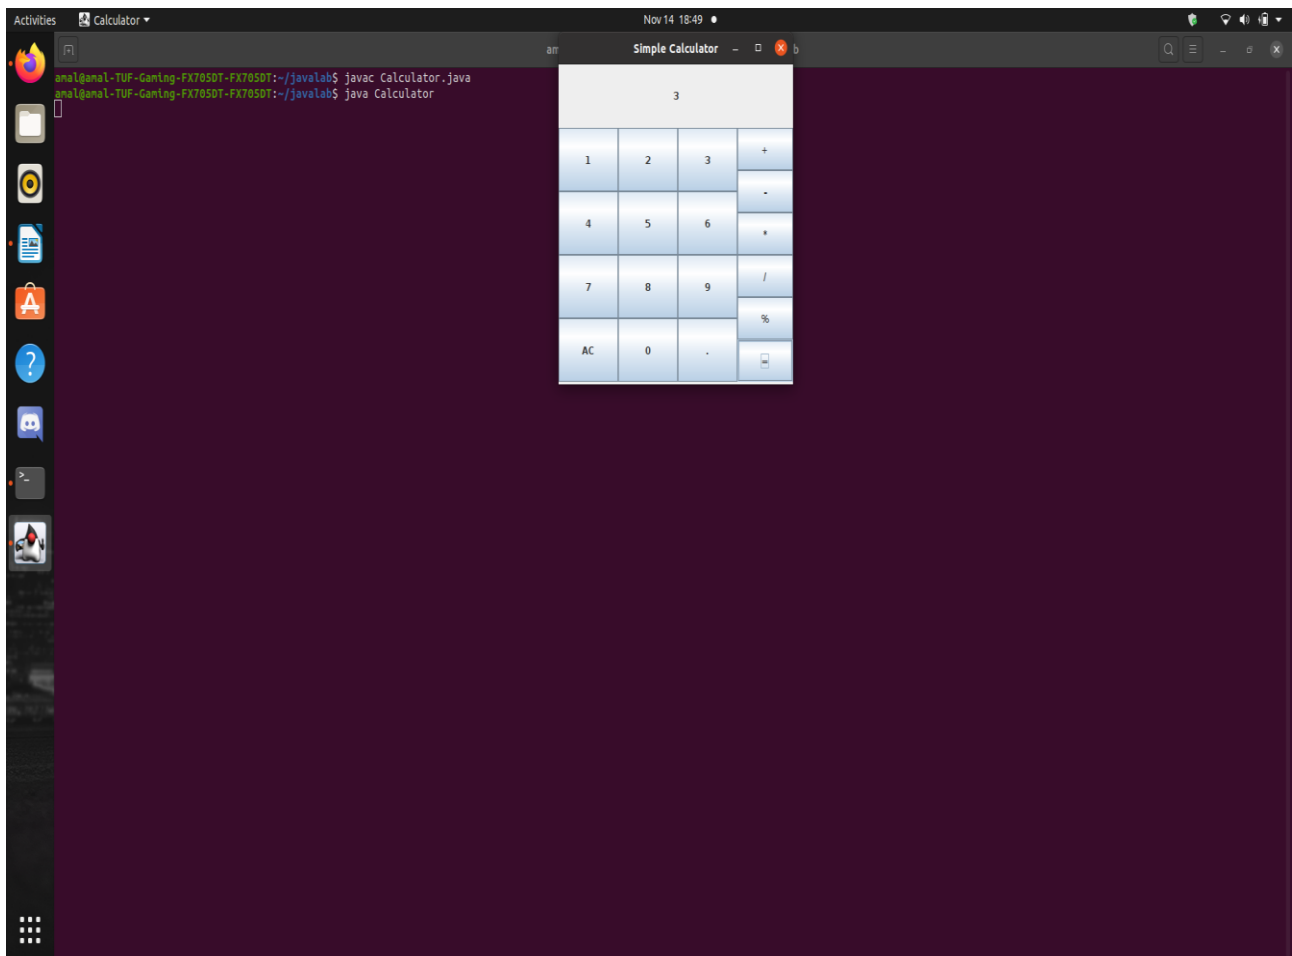 Activities Calculator Nov 14 18:49
Simple Calculator
amal@amal-TUF-Gaming-FX705DT-FX705DT:~/javalab$ javac Calculator.java
amal@amal-TUF-Gaming-FX705DT-FX705DT:~/javalab$ java Calculator
3
1 2 3 +
-
4 5 6 *
7 8 9 /
%
AC 0 . =